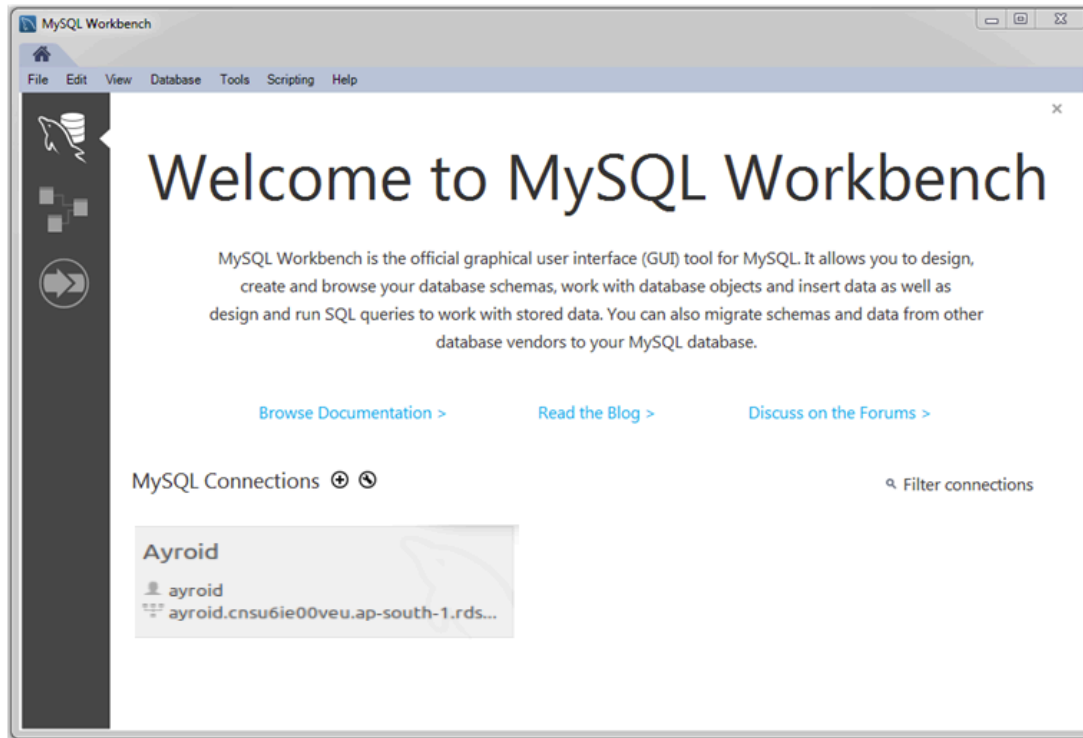 MySQL Workbench
File Edit View Database Tools Scripting Help
Welcome to MySQL Workbench
MySQL Workbench is the official graphical user interface (GUI) tool for MySQL. It allows you to design,
create and browse your database schemas, work with database objects and insert data as well as
design and run SQL queries to work with stored data. You can also migrate schemas and data from other
database vendors to your MySQL database.
Browse Documentation > Read the Blog > Discuss on the Forums >
MySQL Connections Filter connections
Ayroid
ayroid
ayroid.cnsu6ie00veu.ap-south-1.rds...